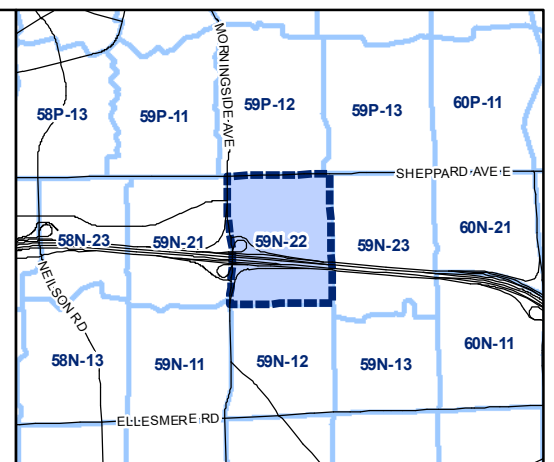 MORNINGSIDE AVE
58P-13
59P-11
59P-12
59P-13
60P-11
SHEPPARD AVE E
58N-23
59N-21
59N-22
59N-23
60N-21
NEILSON RD
58N-13
59N-11
59N-12
59N-13
60N-11
ELLESMERE RD